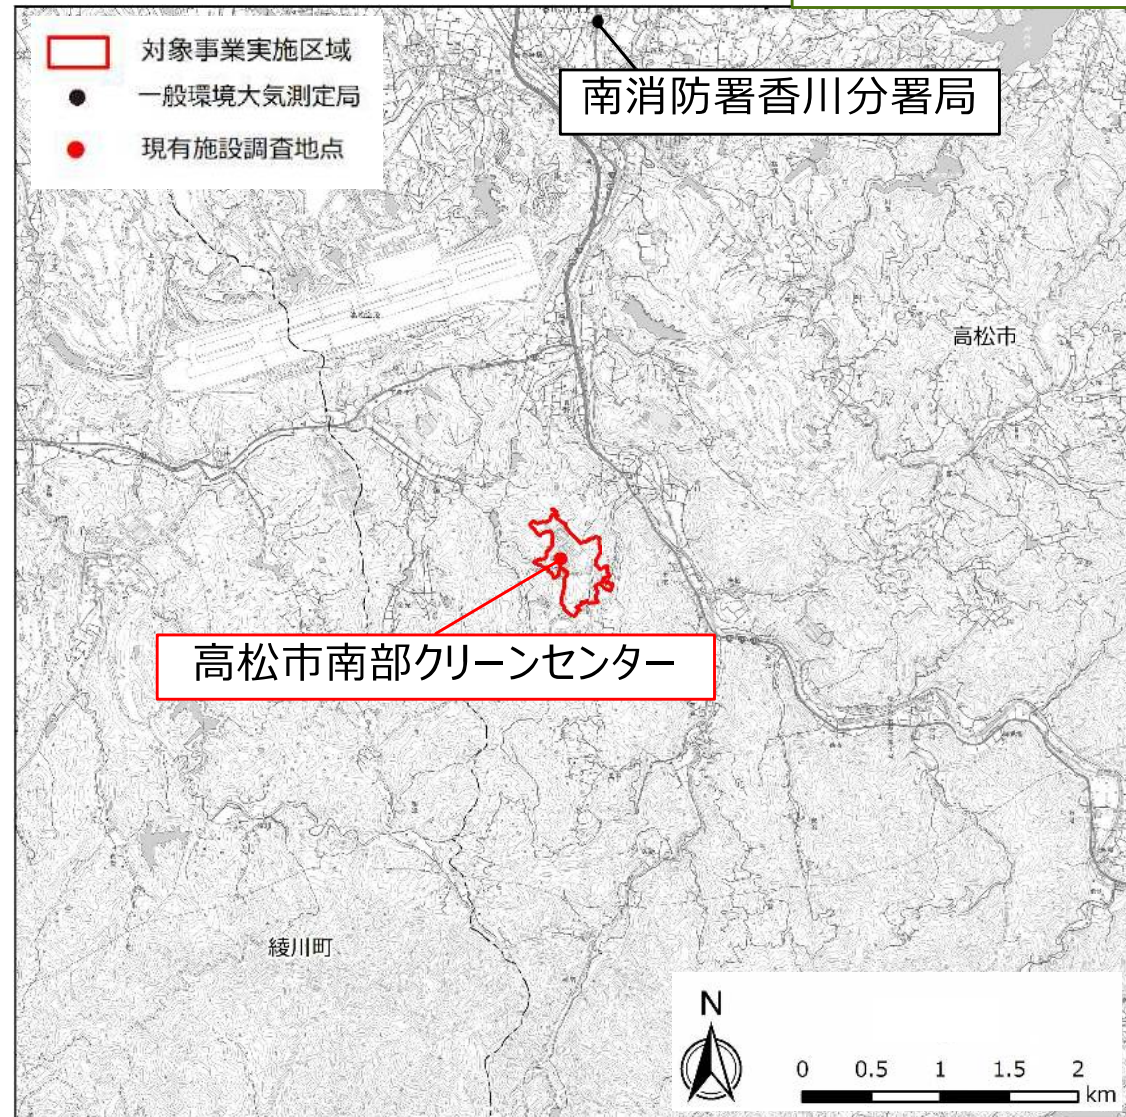 対象事業実施区域
一般環境大気測定局
現有施設調査地点
南消防署香川分署局
高松市
高松市南部クリーンセンター
綾川町
N
0 0.5 1 1.5 2
km